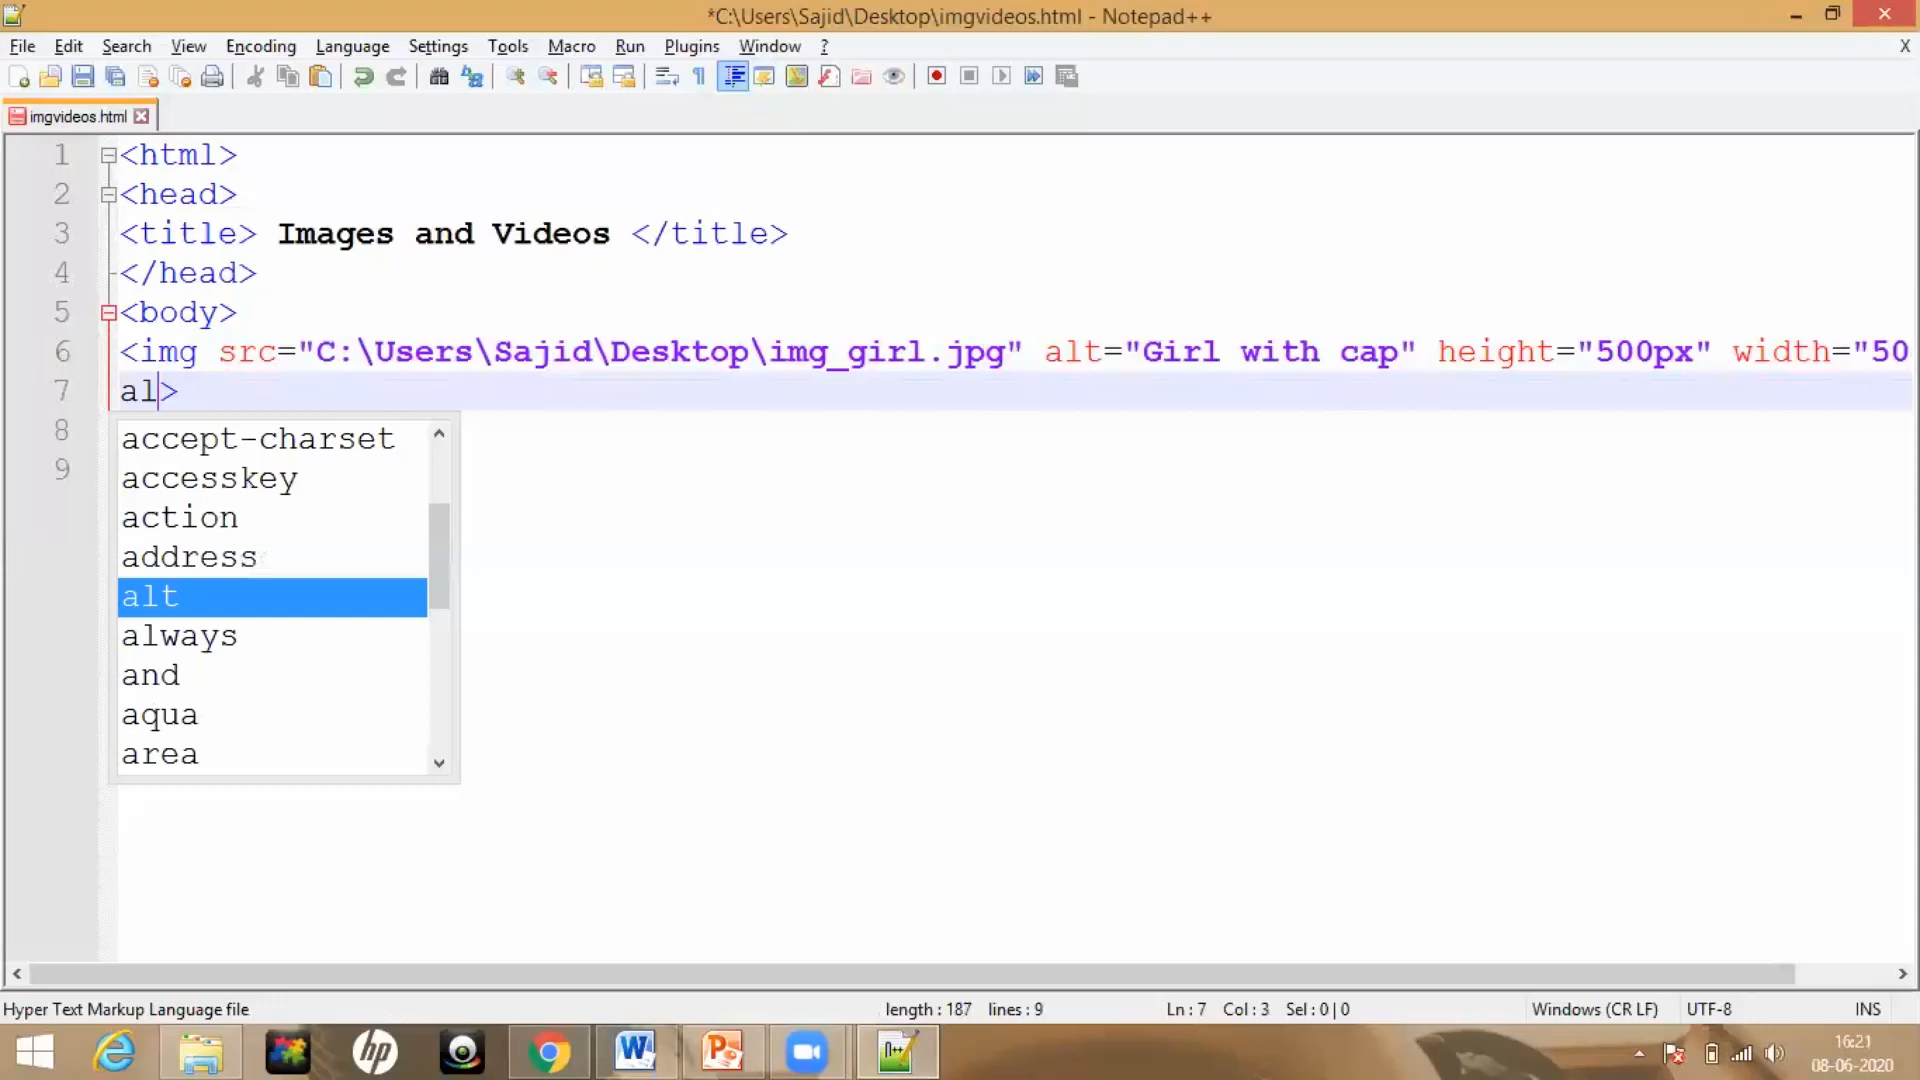 *C:\Users\Sajid\Desktop\imgvideos.html - Notepad++
File Edit Search View Encoding Language Settings Tools Macro Run Plugins Window ? X
imgvideos.html
1 <html>
2 <head>
3 <title> Images and Videos </title>
4 </head>
5 <body>
6 <img src="C:\Users\Sajid\Desktop\img_girl.jpg" alt="Girl with cap" height="500px" width="50
7 al>
8
9
accept-charset
accesskey
action
address
alt
always
and
aqua
area
Hyper Text Markup Language file length : 187 lines : 9 Ln : 7 Col : 3 Sel : 0 | 0 Windows (CR LF) UTF-8 INS
16:21
08-06-2020